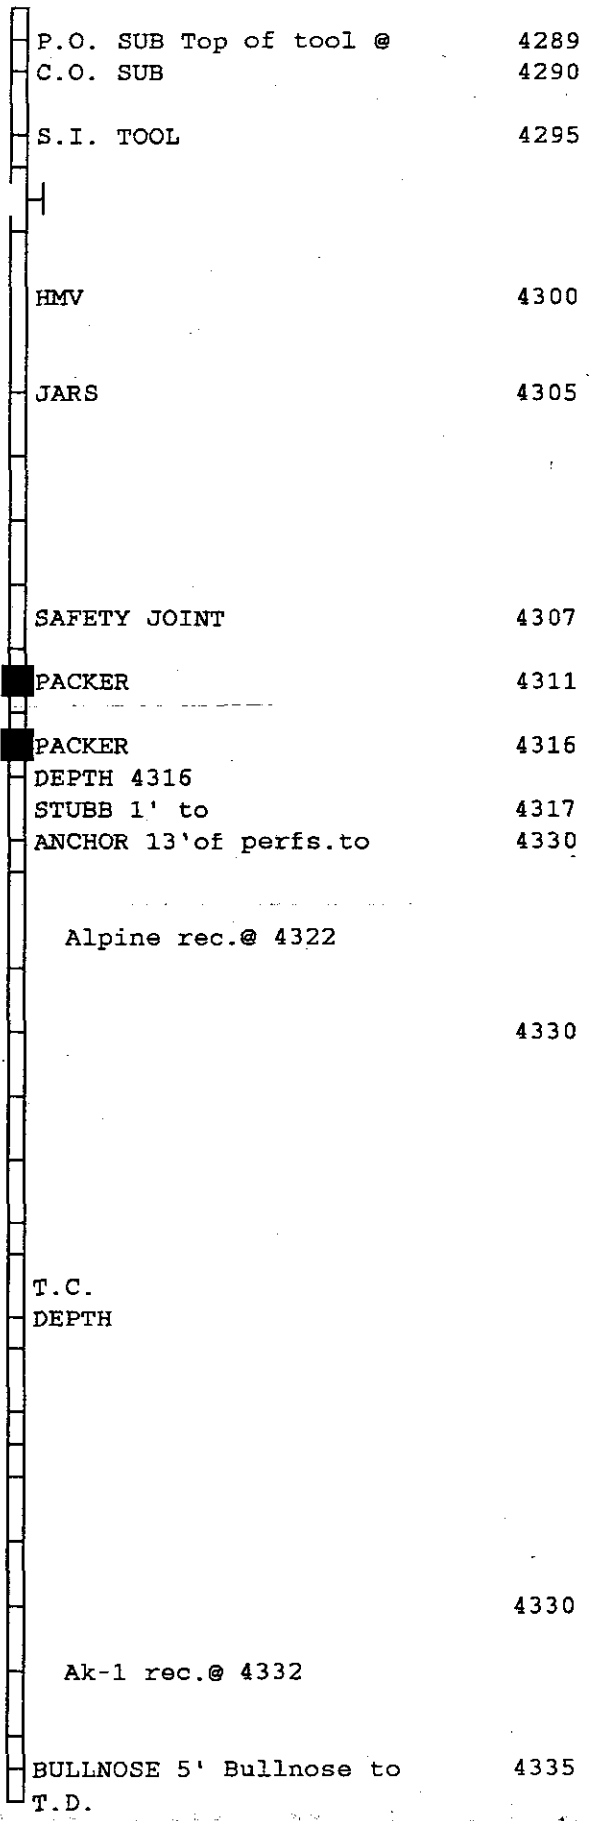 P.O. SUB Top of tool @ 4289
C.O. SUB 4290
S.I. TOOL 4295
HMV 4300
JARS 4305
SAFETY JOINT 4307
PACKER 4311
PACKER 4316
DEPTH 4316
STUBB 1' to 4317
ANCHOR 13'of perfs.to 4330
Alpine rec.@ 4322
4330
T.C.
DEPTH
4330
Ak-1 rec.@ 4332
BULLNOSE 5' Bullnose to 4335
T.D.